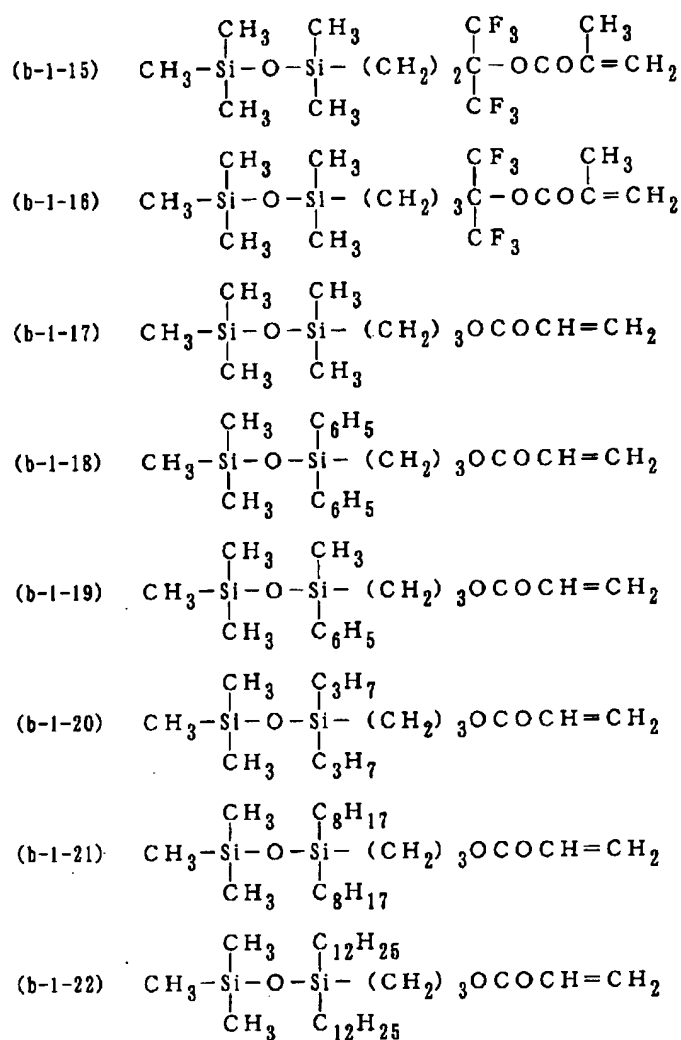 CH₃ CH₃ CF₃ CH₃
(b-1-15) CH₃-Si-O-Si-(CH₂)₂C-OCOC=CH₂
CH₃ CH₃ CF₃
CH₃ CH₃ CF₃ CH₃
(b-1-16) CH₃-Si-O-Si-(CH₂)₃C-OCOC=CH₂
CH₃ CH₃ CF₃
CH₃ CH₃
(b-1-17) CH₃-Si-O-Si-(CH₂)₃OCOCH=CH₂
CH₃ CH₃
CH₃ C₆H₅
(b-1-18) CH₃-Si-O-Si-(CH₂)₃OCOCH=CH₂
CH₃ C₆H₅
CH₃ CH₃
(b-1-19) CH₃-Si-O-Si-(CH₂)₃OCOCH=CH₂
CH₃ C₆H₅
CH₃ C₃H₇
(b-1-20) CH₃-Si-O-Si-(CH₂)₃OCOCH=CH₂
CH₃ C₃H₇
CH₃ C₈H₁₇
(b-1-21) CH₃-Si-O-Si-(CH₂)₃OCOCH=CH₂
CH₃ C₈H₁₇
CH₃ C₁₂H₂₅
(b-1-22) CH₃-Si-O-Si-(CH₂)₃OCOCH=CH₂
CH₃ C₁₂H₂₅